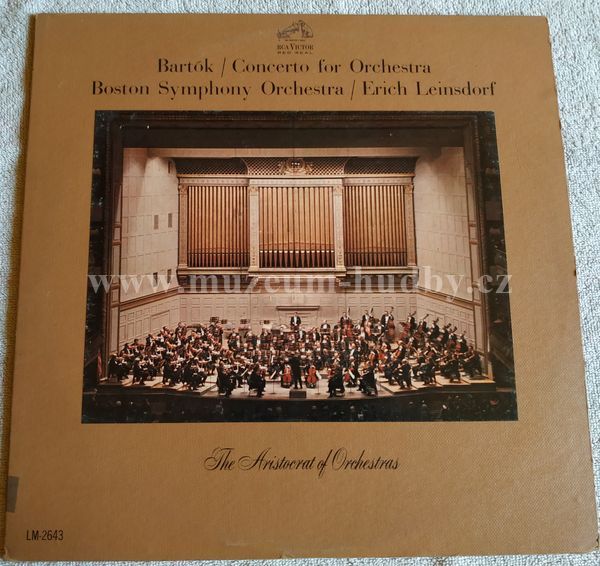 RCA VICTOR
RED SEAL
Bartók / Concerto for Orchestra
Boston Symphony Orchestra / Erich Leinsdorf
www.muzeum-hudby.cz
The Aristocrat of Orchestras
LM-2643